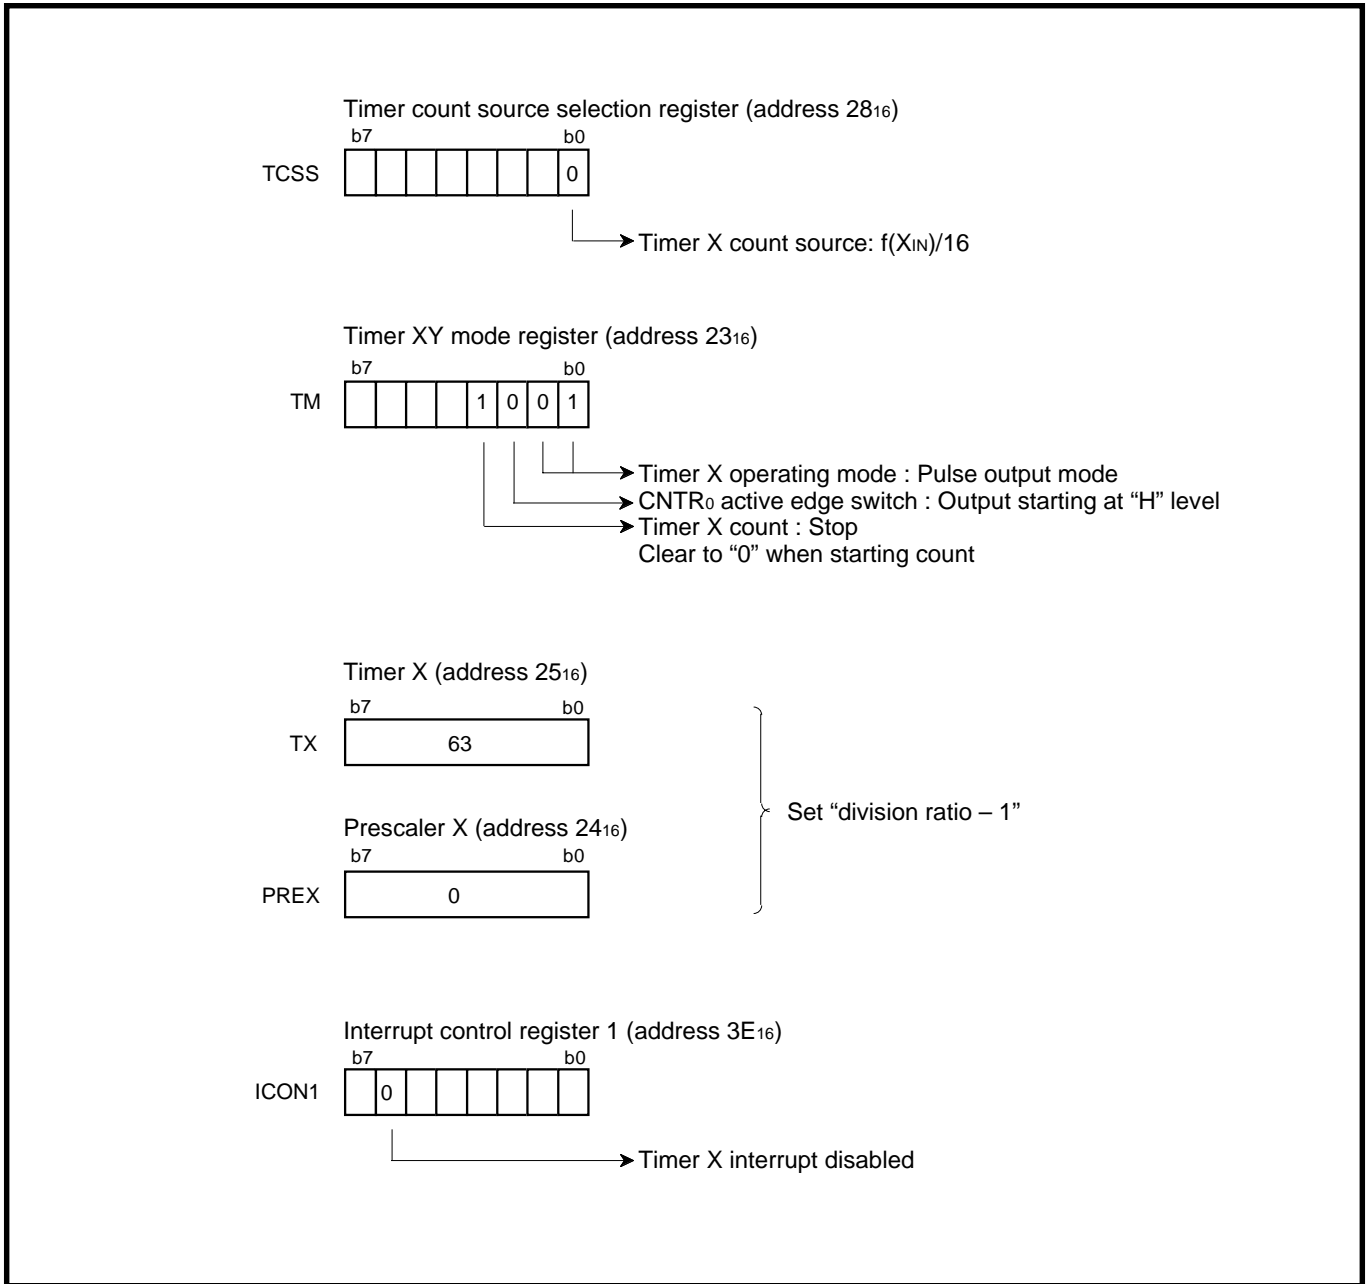 Timer count source selection register (address 2816)
b7 b0
TCSS 0
Timer X count source: f(XIN)/16
Timer XY mode register (address 2316)
b7 b0
TM 1 0 0 1
Timer X operating mode : Pulse output mode
CNTR0 active edge switch : Output starting at “H” level
Timer X count : Stop
Clear to “0” when starting count
Timer X (address 2516)
b7 b0
TX 63
Set “division ratio – 1”
Prescaler X (address 2416)
b7 b0
PREX 0
Interrupt control register 1 (address 3E16)
b7 b0
ICON1 0
Timer X interrupt disabled